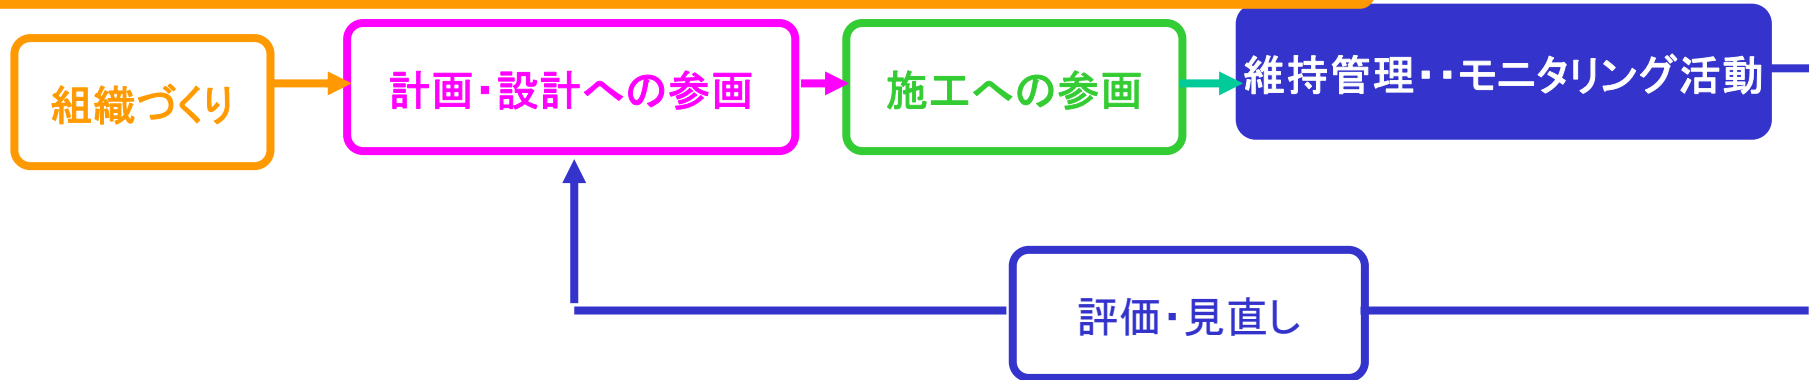 組織づくり
計画・設計への参画
施工への参画
維持管理・・モニタリング活動
評価・見直し